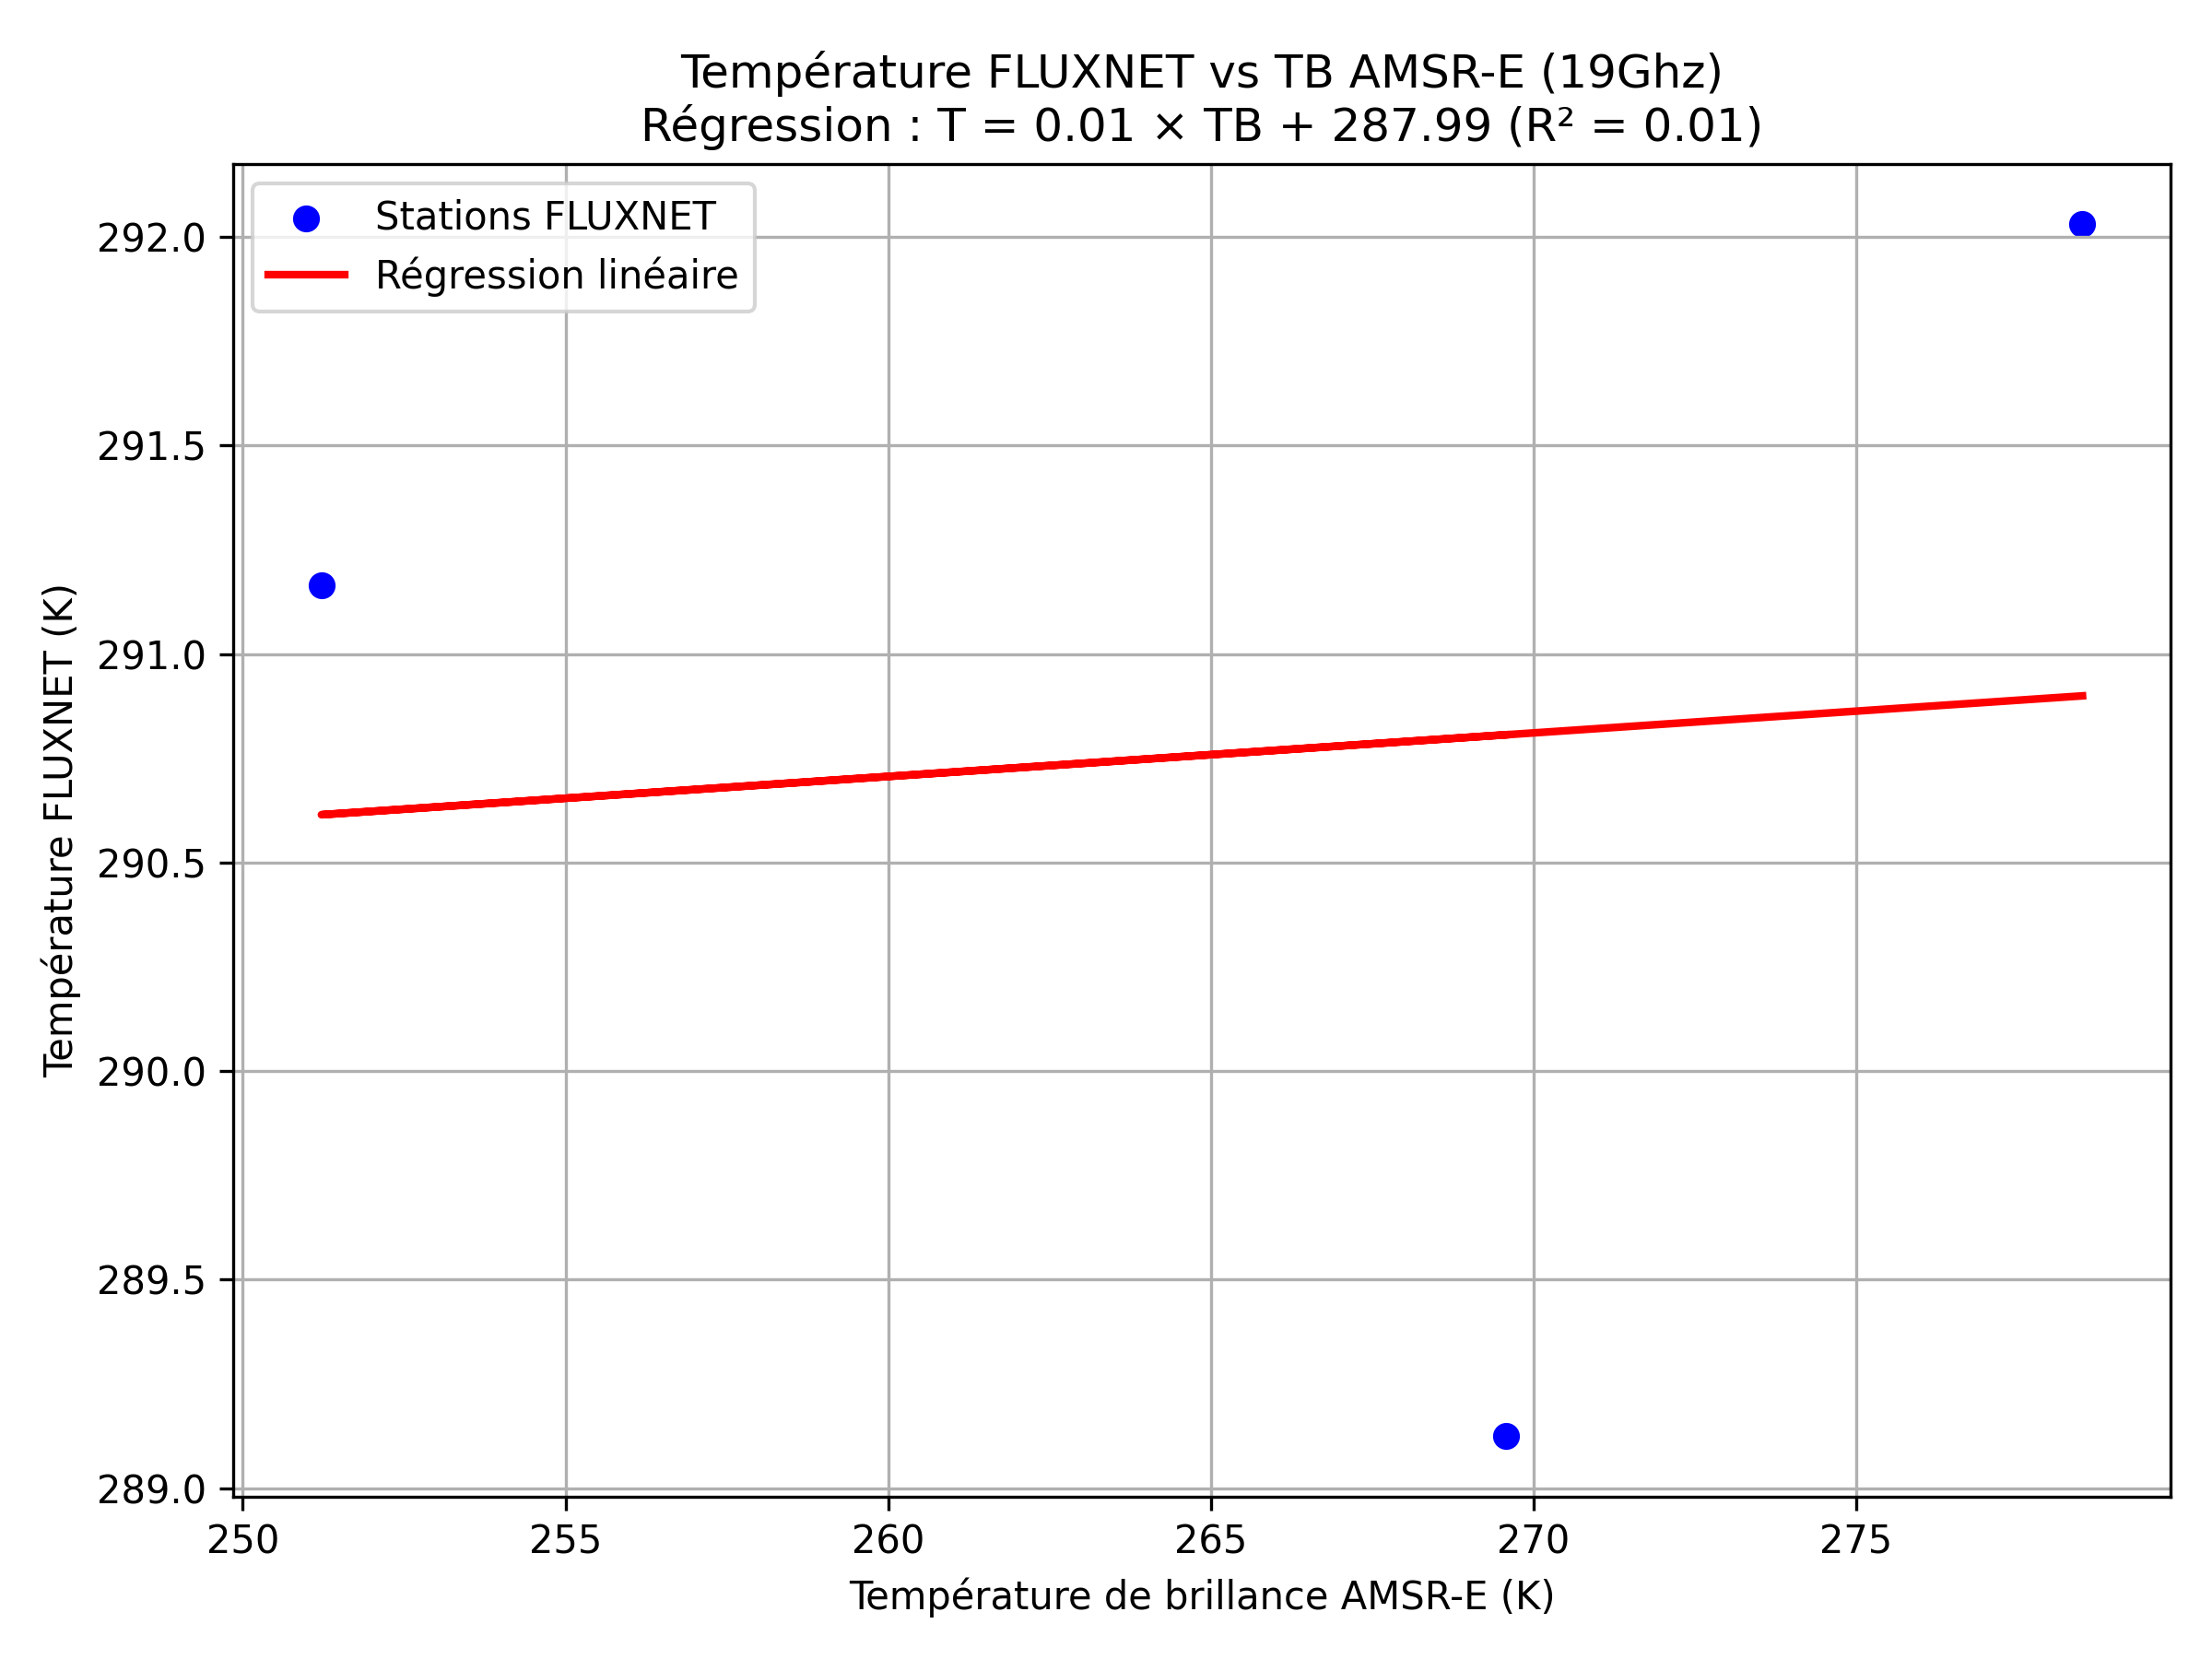 Température FLUXNET vs TB AMSR-E (19Ghz)
Régression : T = 0.01 × TB + 287.99 (R² = 0.01)
Stations FLUXNET
Régression linéaire
292.0
291.5
291.0
290.5
290.0
289.5
289.0
Température FLUXNET (K)
250 255 260 265 270 275
Température de brillance AMSR-E (K)